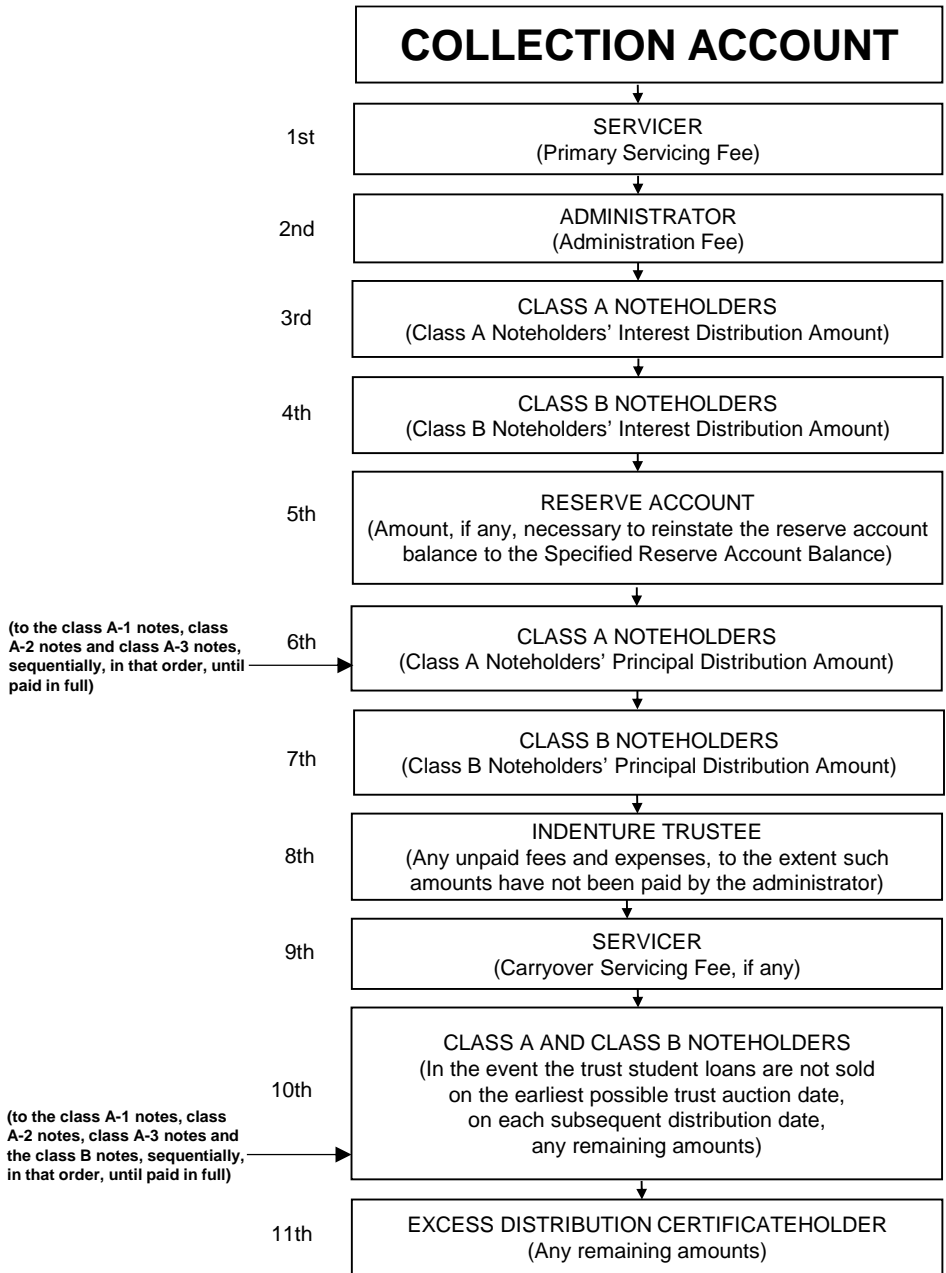 COLLECTION ACCOUNT
1st
SERVICER
(Primary Servicing Fee)
2nd
ADMINISTRATOR
(Administration Fee)
3rd
CLASS A NOTEHOLDERS
(Class A Noteholders’ Interest Distribution Amount)
4th
CLASS B NOTEHOLDERS
(Class B Noteholders’ Interest Distribution Amount)
5th
RESERVE ACCOUNT
(Amount, if any, necessary to reinstate the reserve account
balance to the Specified Reserve Account Balance)
(to the class A-1 notes, class
A-2 notes and class A-3 notes,
sequentially, in that order, until
paid in full)
6th
CLASS A NOTEHOLDERS
(Class A Noteholders’ Principal Distribution Amount)
7th
CLASS B NOTEHOLDERS
(Class B Noteholders’ Principal Distribution Amount)
8th
INDENTURE TRUSTEE
(Any unpaid fees and expenses, to the extent such
amounts have not been paid by the administrator)
9th
SERVICER
(Carryover Servicing Fee, if any)
10th
CLASS A AND CLASS B NOTEHOLDERS
(In the event the trust student loans are not sold
on the earliest possible trust auction date,
on each subsequent distribution date,
any remaining amounts)
(to the class A-1 notes, class
A-2 notes, class A-3 notes and
the class B notes, sequentially,
in that order, until paid in full)
11th
EXCESS DISTRIBUTION CERTIFICATEHOLDER
(Any remaining amounts)